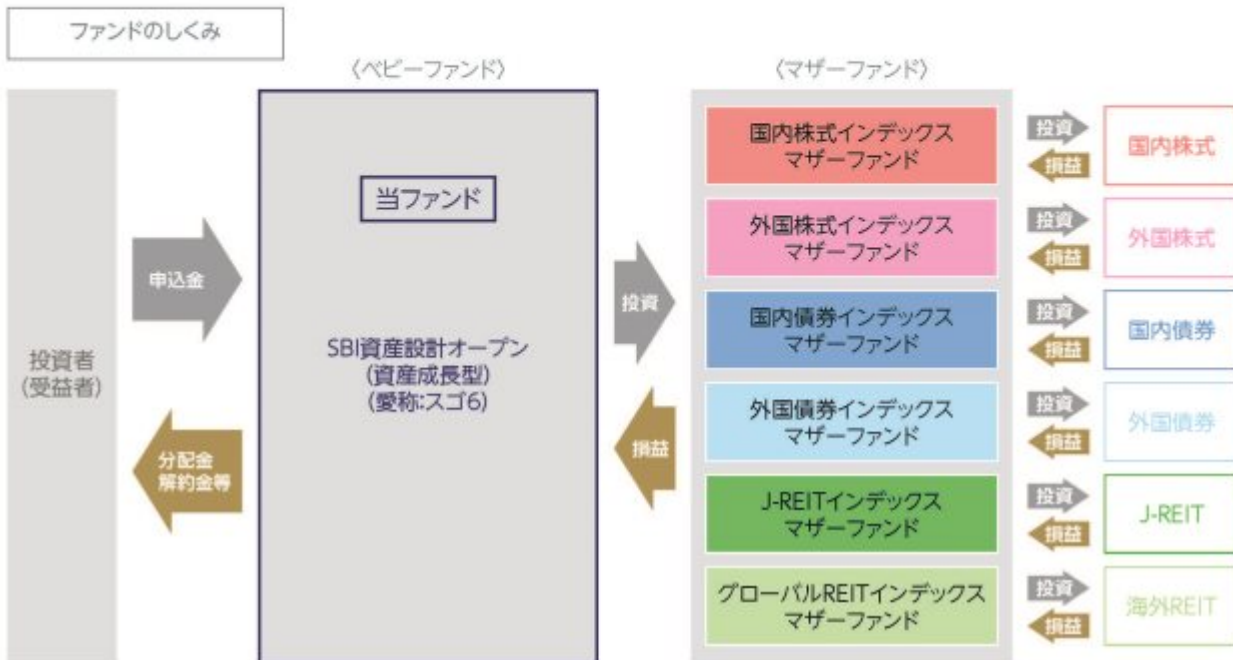 ファンドのしくみ
〈ベビーファンド〉
〈マザーファンド〉
投資者
(受益者)
申込金
分配金
解約金等
当ファンド
SBI資産設計オープン
(資産成長型)
(愛称:スゴ6)
投資
損益
国内株式インデックス
マザーファンド
投資
損益
国内株式
外国株式インデックス
マザーファンド
投資
損益
外国株式
国内債券インデックス
マザーファンド
投資
損益
国内債券
外国債券インデックス
マザーファンド
投資
損益
外国債券
J-REITインデックス
マザーファンド
投資
損益
J-REIT
グローバルREITインデックス
マザーファンド
投資
損益
海外REIT